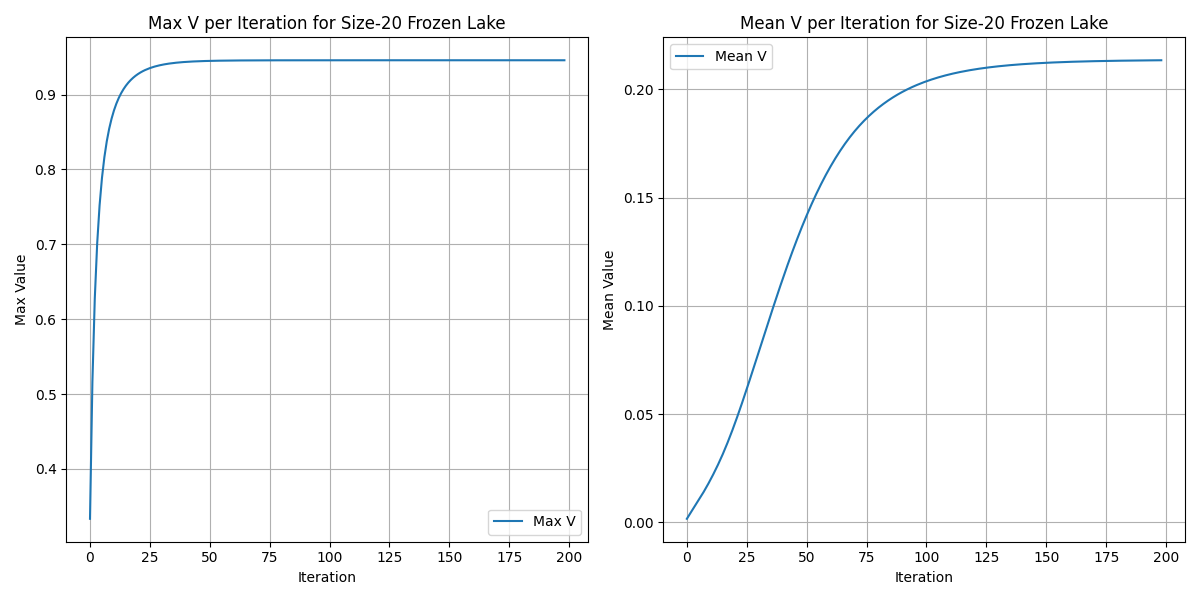 Max V per Iteration for Size-20 Frozen Lake
Max Value
0.9
0.8
0.7
0.6
0.5
0.4
Max V
0 25 50 75 100 125 150 175 200
Iteration
Mean V per Iteration for Size-20 Frozen Lake
Mean V
Mean Value
0.20
0.15
0.10
0.05
0.00
0 25 50 75 100 125 150 175 200
Iteration